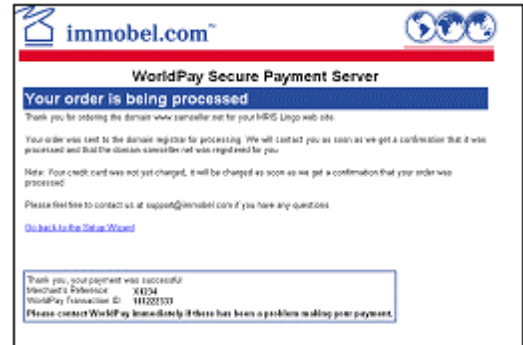 immobel.com™
WorldPay Secure Payment Server
Your order is being processed
Thank you for ordering the domain www.samseller.net for your MRIS Lingo web site.
Your order was sent to the domain registrar for processing. We will contact you as soon as we get a confirmation that it was
processed and that the domain samseller.net was registered for you.
Note: Your credit card was not yet charged, it will be charged as soon as we get a confirmation that your order was
processed
Please feel free to contact us at support@immobel.com if you have any questions.
Go back to the Setup Wizard
Thank you, your payment was successful
Merchant's Reference: X4234
WorldPay Transaction ID: 111222333
Please contact WorldPay immediately if there has been a problem making your payment.